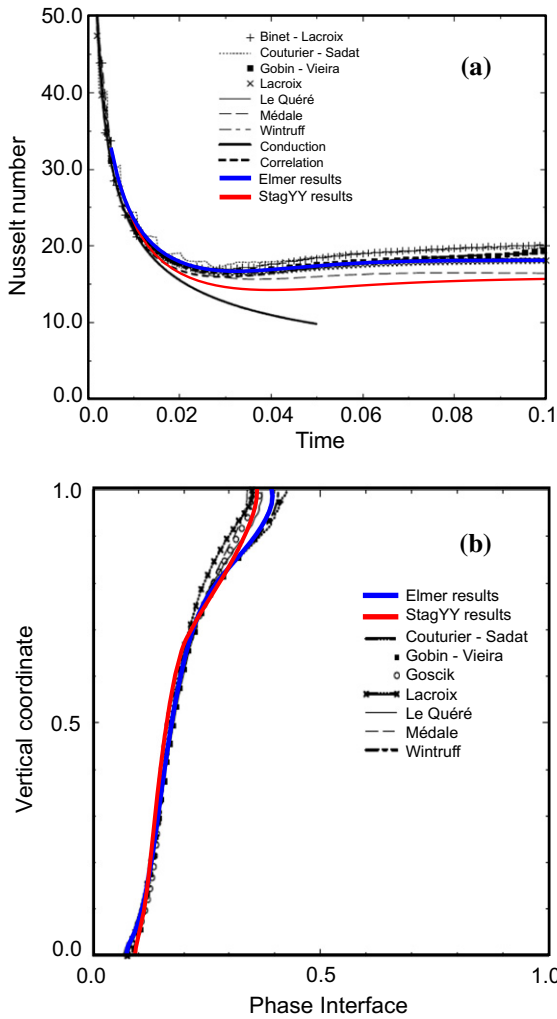 50.0
40.0
30.0
20.0
10.0
0.0
Nusselt number
Binet - Lacroix
Couturier - Sadat
Gobin - Vieira
Lacroix
Le Quéré
Médale
Wintruff
Conduction
Correlation
Elmer results
StagYY results
(a)
0.0 0.02 0.04 0.06 0.08 0.1
Time
1.0
0.5
0.0
Vertical coordinate
(b)
Elmer results
StagYY results
Couturier - Sadat
Gobin - Vieira
Goscik
Lacroix
Le Quéré
Médale
Wintruff
0.0 0.5 1.0
Phase Interface